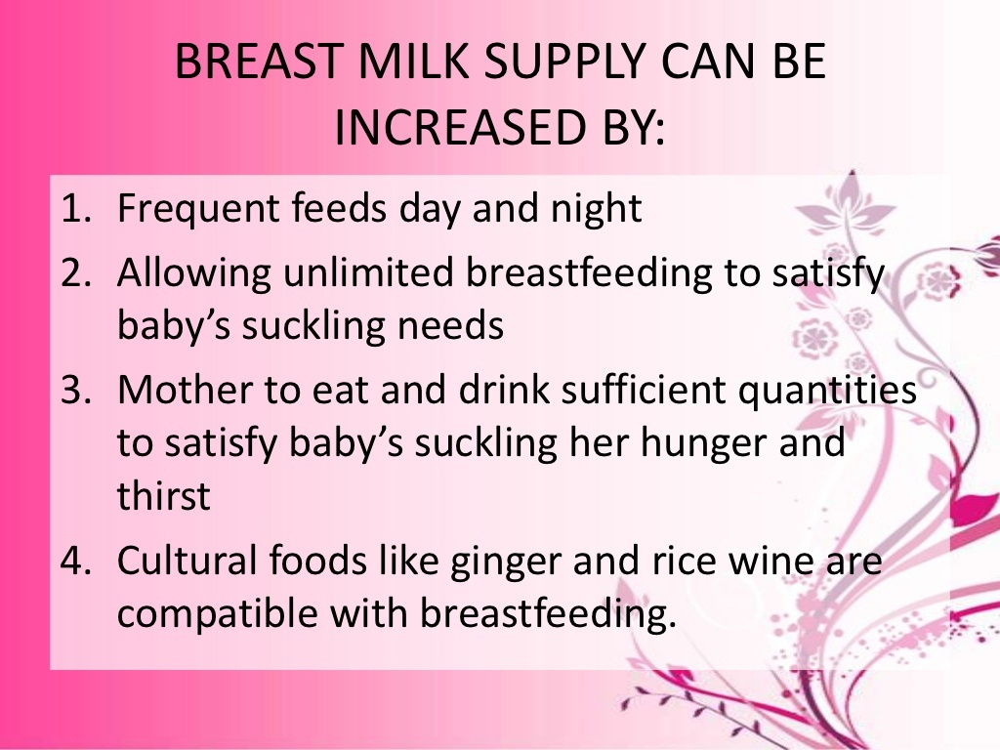 BREAST MILK SUPPLY CAN BE
INCREASED BY:
1. Frequent feeds day and night
2. Allowing unlimited breastfeeding to satisfy
baby’s suckling needs
3. Mother to eat and drink sufficient quantities
to satisfy baby’s suckling her hunger and
thirst
4. Cultural foods like ginger and rice wine are
compatible with breastfeeding.